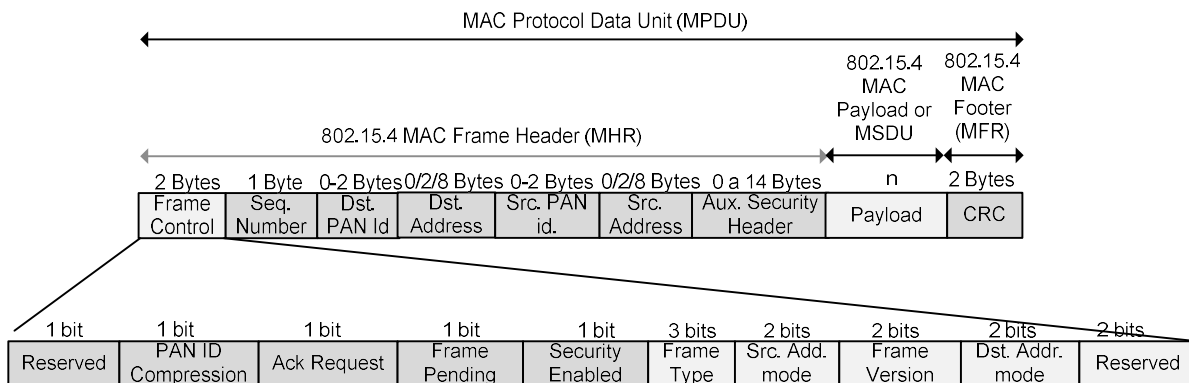 MAC Protocol Data Unit (MPDU)
802.15.4
MAC
Payload or
MSDU
802.15.4
MAC
Footer
(MFR)
802.15.4 MAC Frame Header (MHR)
2 Bytes 1 Byte 0-2 Bytes 0/2/8 Bytes 0-2 Bytes 0/2/8 Bytes 0 a 14 Bytes n 2 Bytes
Frame
Control
Seq.
Number
Dst.
PAN Id
Dst.
Address
Src. PAN
id.
Src.
Address
Aux. Security
Header
Payload
CRC
1 bit 1 bit 1 bit 1 bit 1 bit 3 bits 2 bits 2 bits 2 bits 2 bits
Reserved
PAN ID
Compression
Ack Request
Frame
Pending
Security
Enabled
Frame
Type
Src. Add.
mode
Frame
Version
Dst. Addr.
mode
Reserved